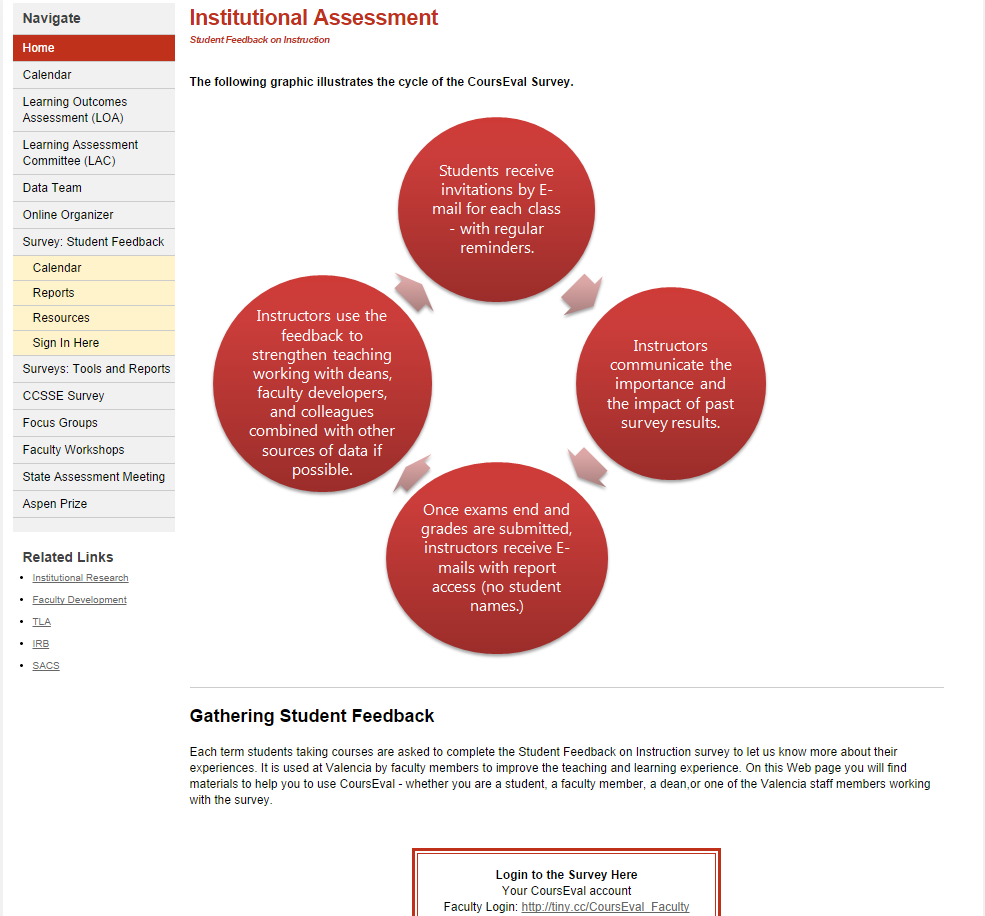 Navigate
Home
Calendar
Learning Outcomes
Assessment (LOA)
Learning Assessment
Committee (LAC)
Data Team
Online Organizer
Survey: Student Feedback
Calendar
Reports
Resources
Sign In Here
Surveys: Tools and Reports
CCSSE Survey
Focus Groups
Faculty Workshops
State Assessment Meeting
Aspen Prize
Related Links
Institutional Research
Faculty Development
TLA
IRB
SACS
Institutional Assessment
Student Feedback on Instruction
The following graphic illustrates the cycle of the CoursEval Survey.
Students receive
invitations by E-
mail for each class
- with regular
reminders.
Instructors
communicate the
importance and
the impact of past
survey results.
Once exams end and
grades are submitted,
instructors receive E-
mails with report
access (no student
names.)
Instructors use the
feedback to
strengthen teaching
working with deans,
faculty developers,
and colleagues
combined with other
sources of data if
possible.
Gathering Student Feedback
Each term students taking courses are asked to complete the Student Feedback on Instruction survey to let us know more about their
experiences. It is used at Valencia by faculty members to improve the teaching and learning experience. On this Web page you will find
materials to help you to use CoursEval - whether you are a student, a faculty member, a dean,or one of the Valencia staff members working
with the survey.
Login to the Survey Here
Your CoursEval account
Faculty Login: http://tiny.cc/CoursEval_Faculty